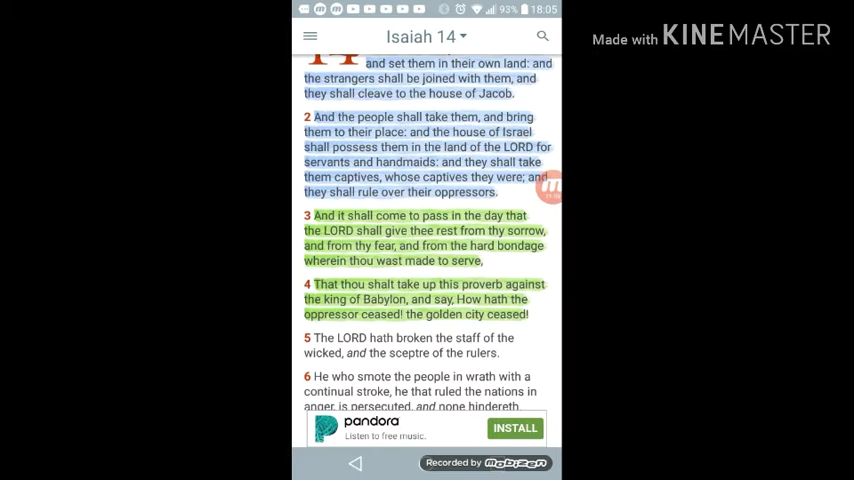 93% 18:05
Isaiah 14
Made with KINEMASTER
14
and set them in their own land: and
the strangers shall be joined with them, and
they shall cleave to the house of Jacob.
2 And the people shall take them, and bring
them to their place: and the house of Israel
shall possess them in the land of the LORD for
servants and handmaids: and they shall take
them captives, whose captives they were; and
they shall rule over their oppressors.
3 And it shall come to pass in the day that
the LORD shall give thee rest from thy sorrow,
and from thy fear, and from the hard bondage
wherein thou wast made to serve,
4 That thou shalt take up this proverb against
the king of Babylon, and say, How hath the
oppressor ceased! the golden city ceased!
5 The LORD hath broken the staff of the
wicked, and the sceptre of the rulers.
6 He who smote the people in wrath with a
continual stroke, he that ruled the nations in
anger, is persecuted, and none hindereth.
pandora
Listen to free music.
INSTALL
Recorded by mobizen